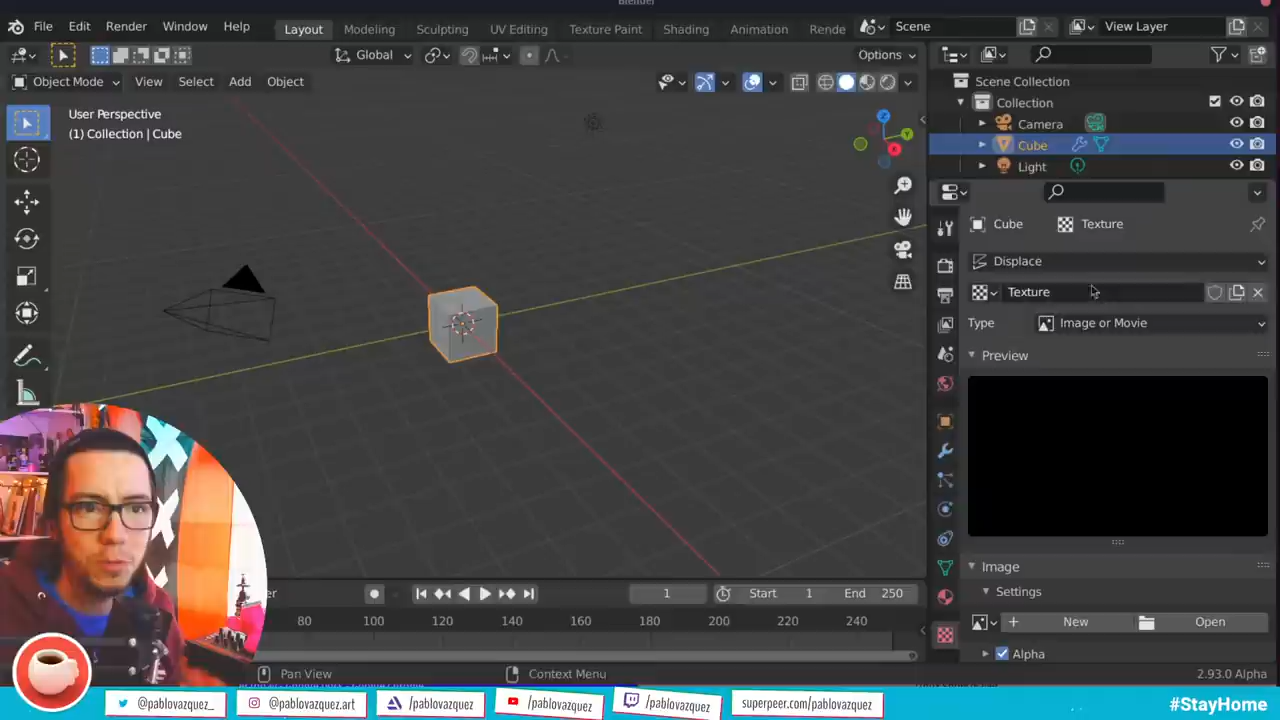 Blender
File Edit Render Window Help Layout Modeling Sculpting UV Editing Texture Paint Shading Animation Rende Scene View Layer
Global Options
Object Mode View Select Add Object
User Perspective
(1) Collection | Cube
Scene Collection
Collection
Camera
Cube
Light
Cube Texture
Displace
Texture
Type Image or Movie
Preview
Image
Settings
New Open
Alpha
1 Start 1 End 250
80 100 120 140 160 180 200 220 240
Pan View Context Menu 2.93.0 Alpha
@pablovazquez_ @pablovazquez.art /pablovazquez /pablovazquez /pablovazquez superpeer.com/pablovazquez #StayHome